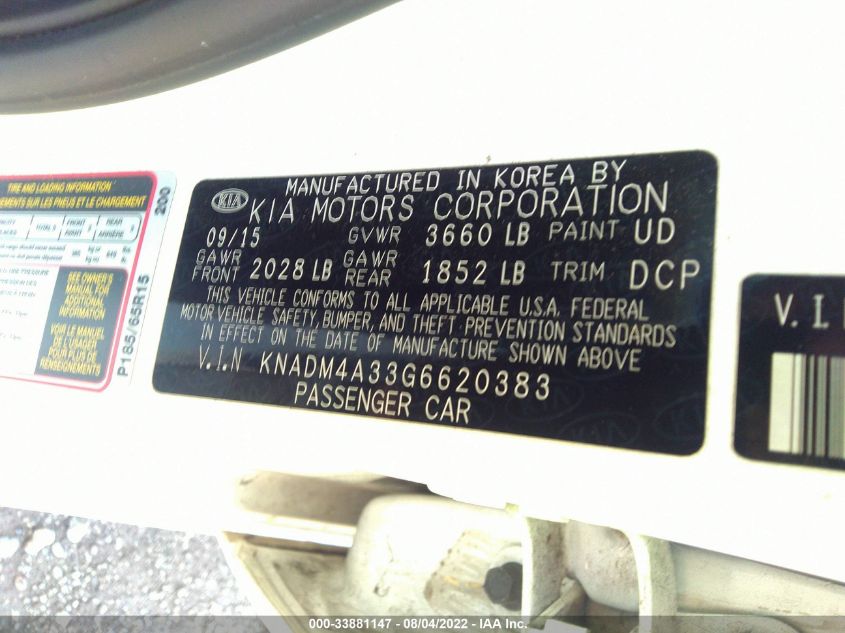 TIRE AND LOADING INFORMATION
SEE OWNER'S
MANUAL FOR
ADDITIONAL
INFORMATION
VOIR LE MANUEL
DE L'USAGER
POUR PLUS DE
RENSEIGNEMENTS
200
P185/65R15
KIA
MANUFACTURED IN KOREA BY
KIA MOTORS CORPORATION
09/15 GVWR 3660 LB PAINT UD
GAWR FRONT 2028 LB GAWR REAR 1852 LB TRIM DCP
THIS VEHICLE CONFORMS TO ALL APPLICABLE U.S.A. FEDERAL
MOTOR VEHICLE SAFETY, BUMPER, AND THEFT PREVENTION STANDARDS
IN EFFECT ON THE DATE OF MANUFACTURE SHOWN ABOVE
V.I.N KNADM4A33G6620383
PASSENGER CAR
V.I
000-33881147 - 08/04/2022 - IAA Inc.